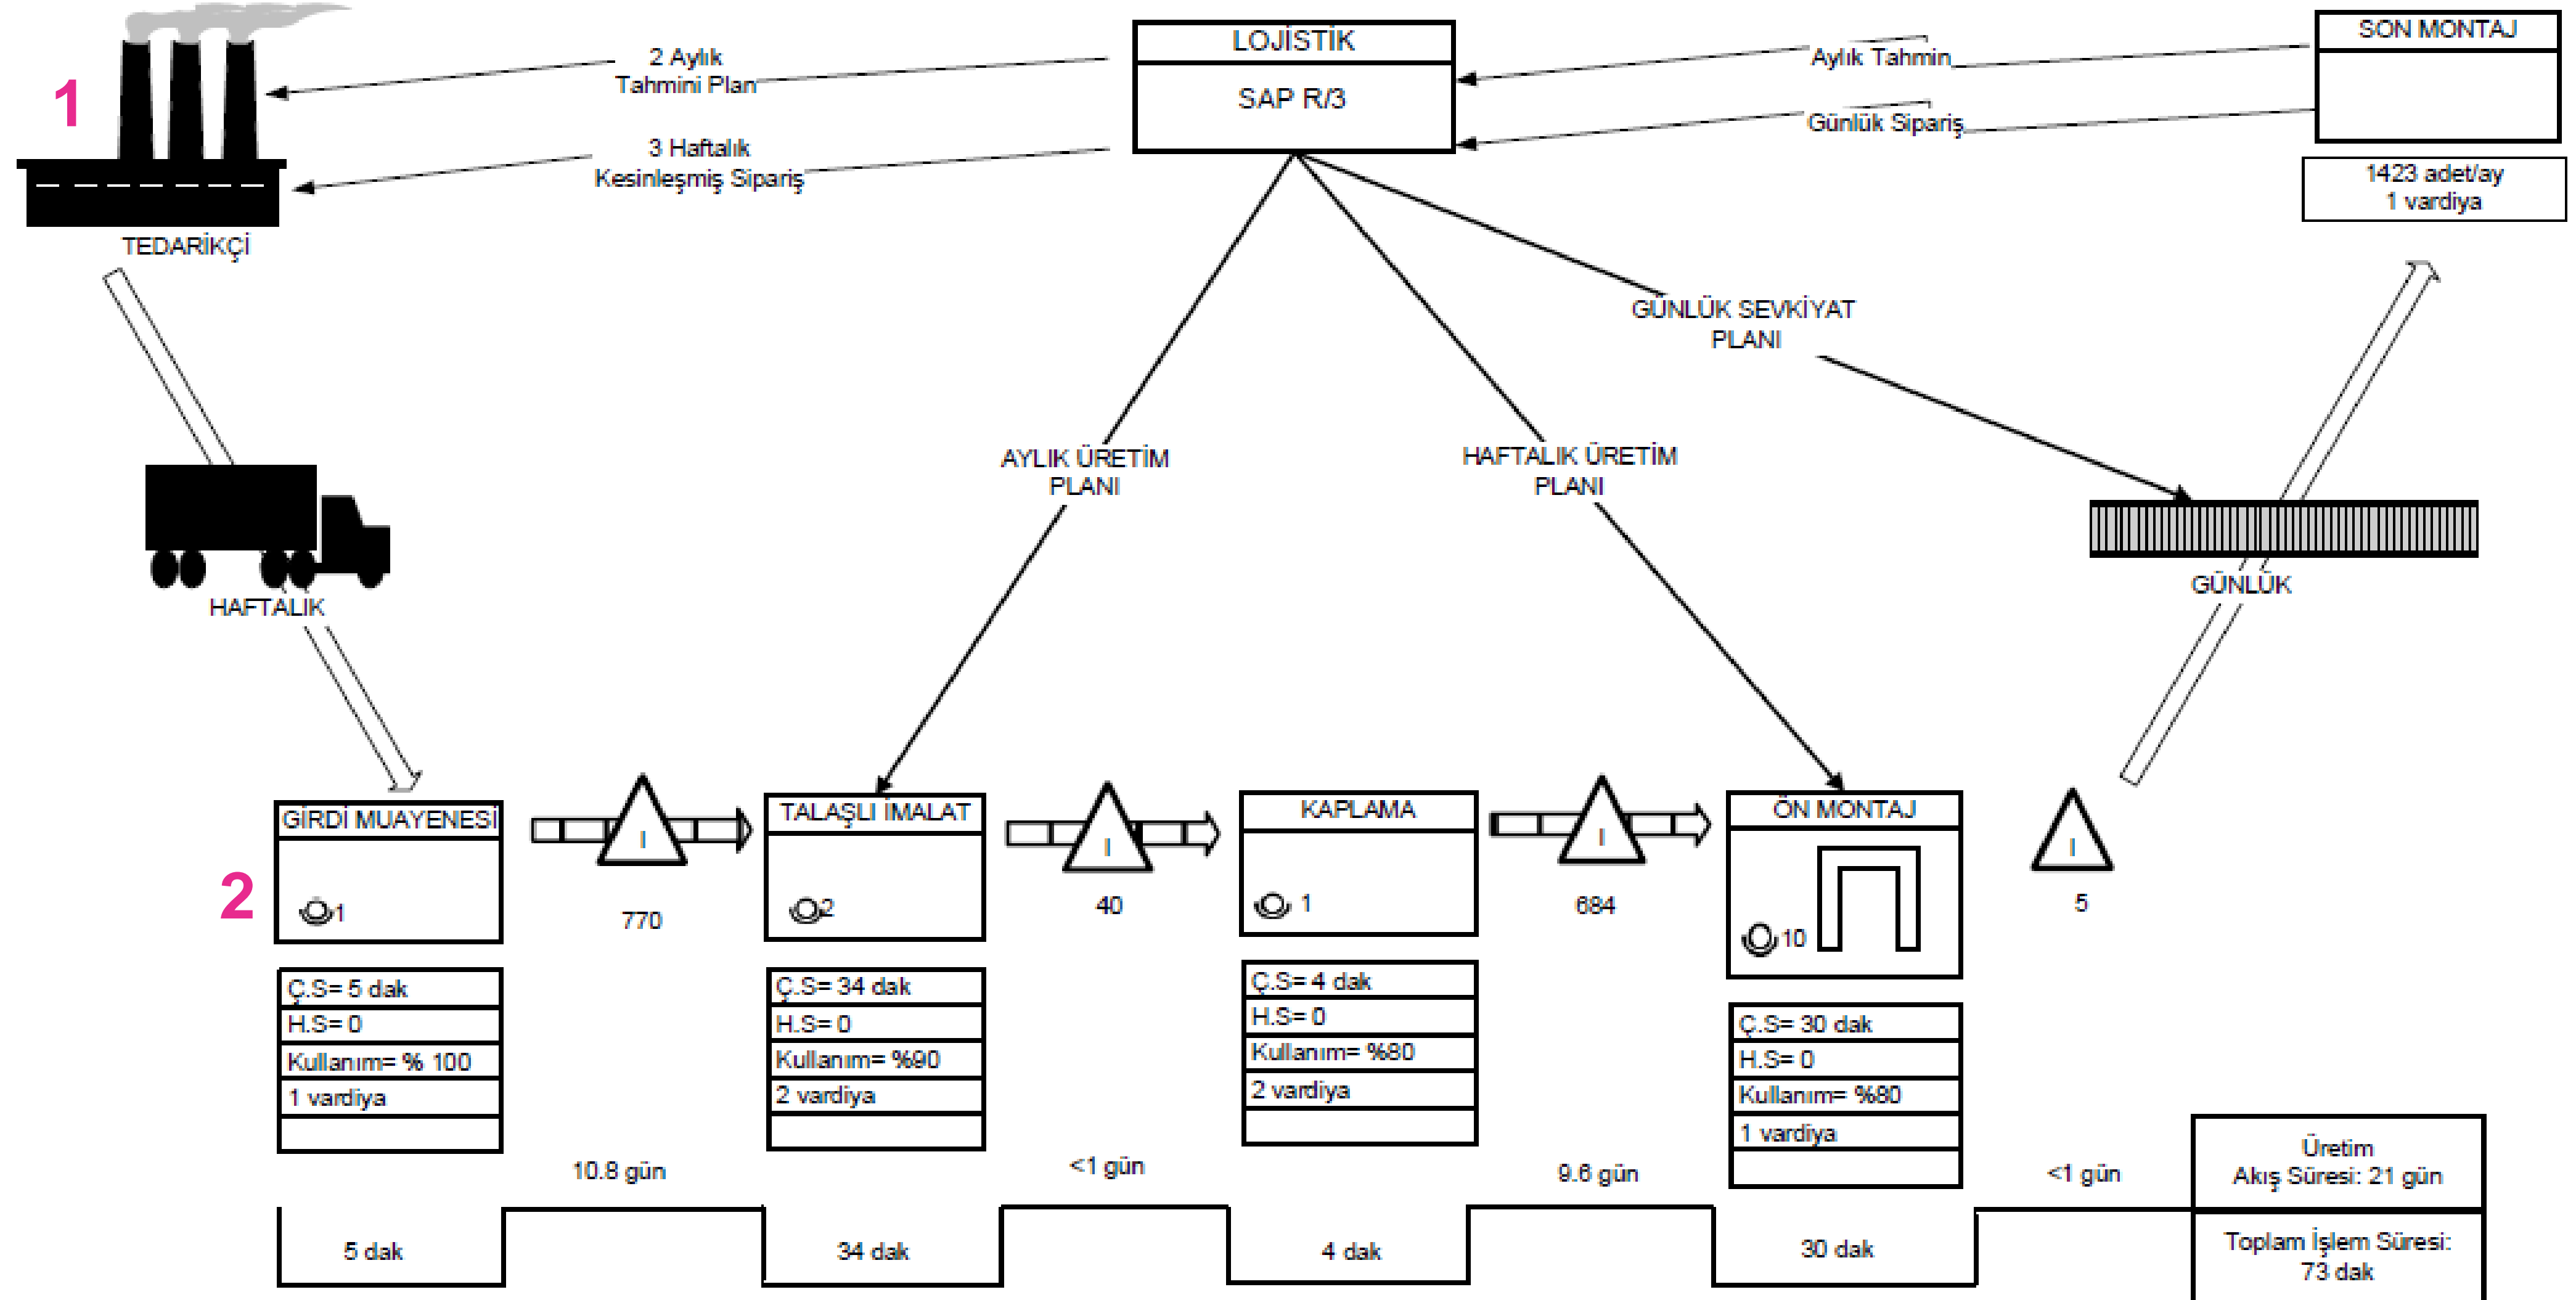 1
TEDARİKÇİ
2 Aylık
Tahmini Plan
3 Haftalık
Kesinleşmiş Sipariş
LOJİSTİK
SAP R/3
Aylık Tahmin
Günlük Sipariş
SON MONTAJ
1423 adet/ay
1 vardiya
HAFTALIK
AYLIK ÜRETİM
PLANI
HAFTALIK ÜRETİM
PLANI
GÜNLÜK SEVKİYAT
PLANI
GÜNLÜK
2
GİRDİ MUAYENESİ
1
Ç.S= 5 dak
H.S= 0
Kullanım= % 100
1 vardiya
I
770
TALAŞLI İMALAT
2
Ç.S= 34 dak
H.S= 0
Kullanım= %90
2 vardiya
I
40
KAPLAMA
1
Ç.S= 4 dak
H.S= 0
Kullanım= %80
2 vardiya
I
684
ÖN MONTAJ
10
Ç.S= 30 dak
H.S= 0
Kullanım= %80
1 vardiya
I
5
10.8 gün
<1 gün
9.6 gün
<1 gün
5 dak
34 dak
4 dak
30 dak
Üretim
Akış Süresi: 21 gün
Toplam İşlem Süresi:
73 dak